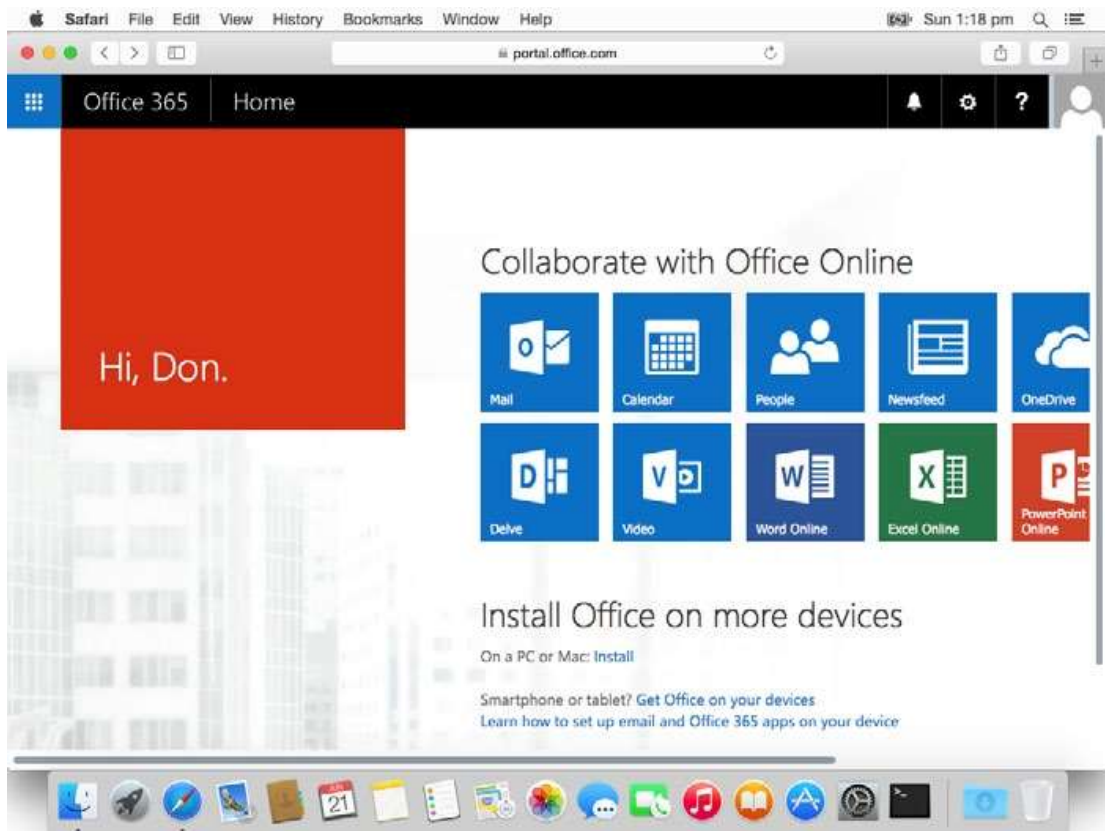 Safari File Edit View History Bookmarks Window Help Sun 1:18 pm
portal.office.com
Office 365 Home ?
Hi, Don.
Collaborate with Office Online
O
Mail Calendar People Newsfeed OneDrive
D V W X P
Delve Video Word Online Excel Online PowerPoint Online
Install Office on more devices
On a PC or Mac: Install
Smartphone or tablet? Get Office on your devices
Learn how to set up email and Office 365 apps on your device
JUN
21